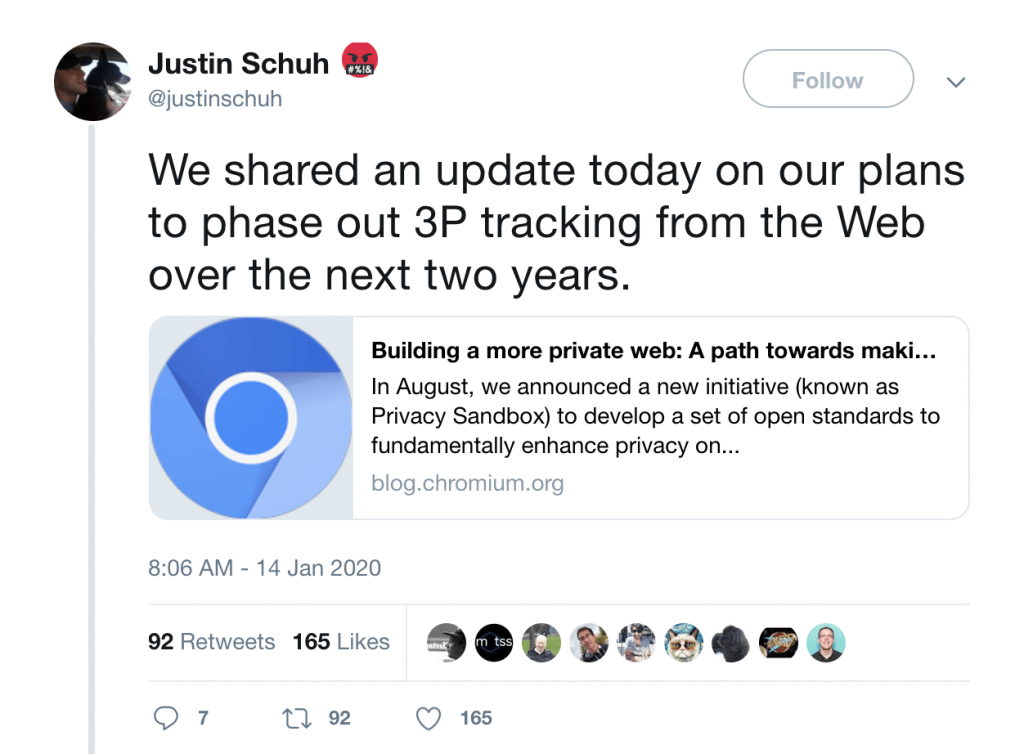 Justin Schuh
@justinschuh
Follow
We shared an update today on our plans
to phase out 3P tracking from the Web
over the next two years.
Building a more private web: A path towards maki...
In August, we announced a new initiative (known as
Privacy Sandbox) to develop a set of open standards to
fundamentally enhance privacy on...
blog.chromium.org
8:06 AM - 14 Jan 2020
92 Retweets 165 Likes
7 92 165